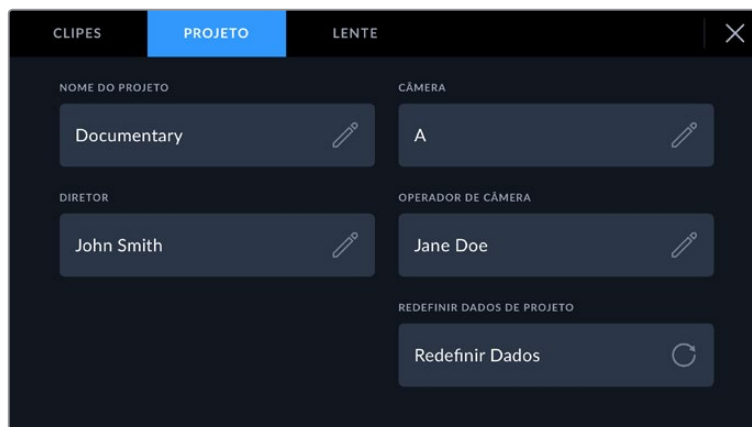 CLIPES PROJETO LENTE
NOME DO PROJETO CÂMERA
Documentary A
DIRETOR OPERADOR DE CÂMERA
John Smith Jane Doe
REDEFINIR DADOS DE PROJETO
Redefinir Dados